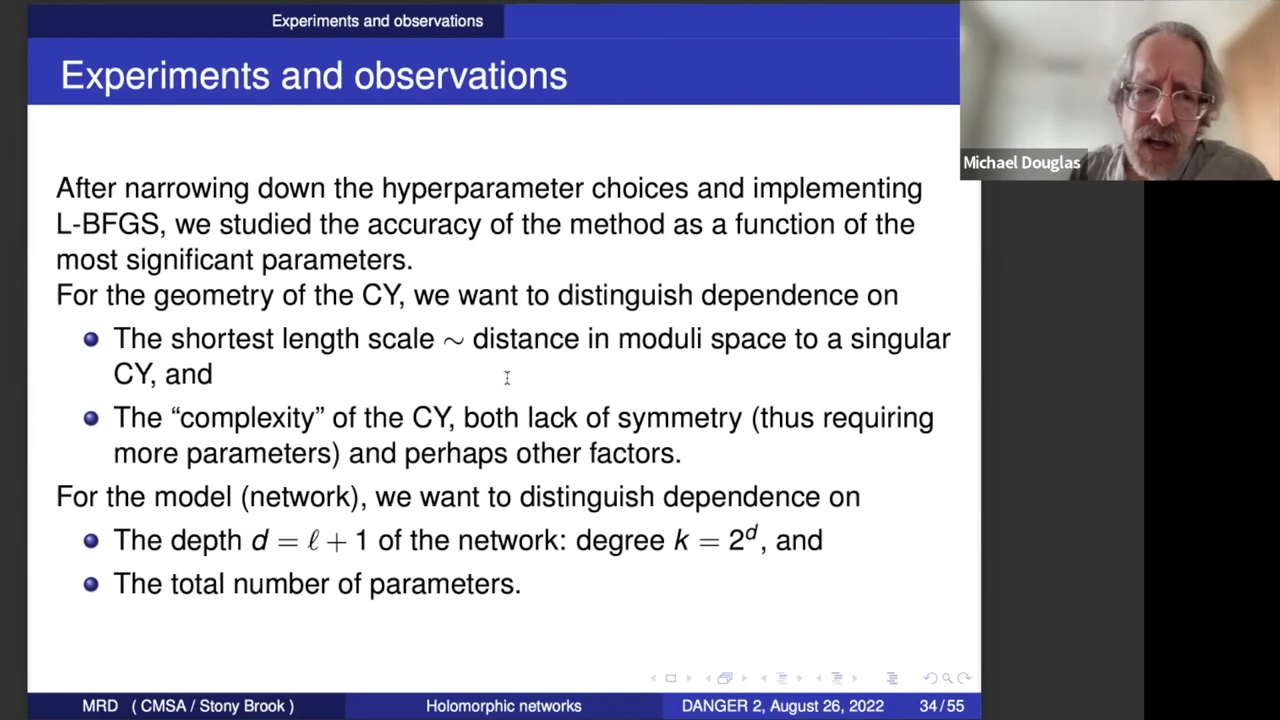 Experiments and observations
Experiments and observations
Michael Douglas
After narrowing down the hyperparameter choices and implementing
L-BFGS, we studied the accuracy of the method as a function of the
most significant parameters.
For the geometry of the CY, we want to distinguish dependence on
The shortest length scale ∼ distance in moduli space to a singular
CY, and
The “complexity” of the CY, both lack of symmetry (thus requiring
more parameters) and perhaps other factors.
For the model (network), we want to distinguish dependence on
The depth d = ℓ + 1 of the network: degree k = 2^d, and
The total number of parameters.
MRD ( CMSA / Stony Brook ) Holomorphic networks DANGER 2, August 26, 2022 34 / 55